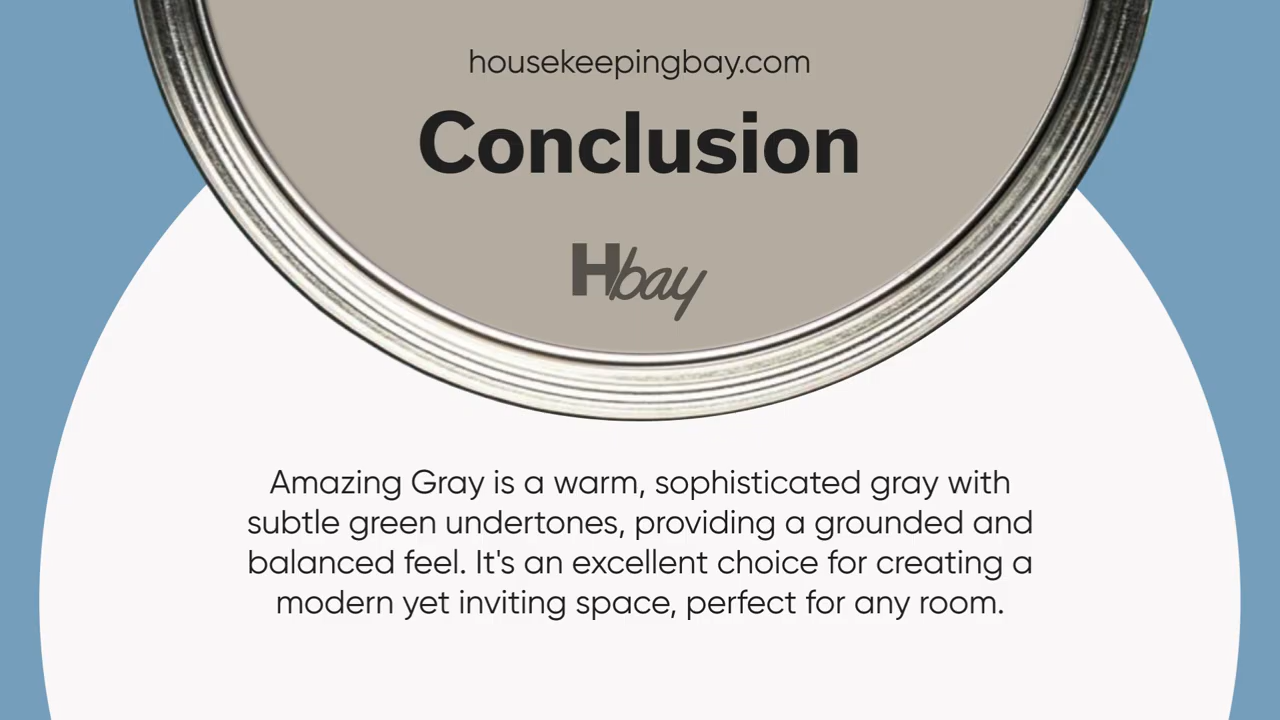 housekeepingbay.com
Conclusion
Hbay
Amazing Gray is a warm, sophisticated gray with
subtle green undertones, providing a grounded and
balanced feel. It's an excellent choice for creating a
modern yet inviting space, perfect for any room.